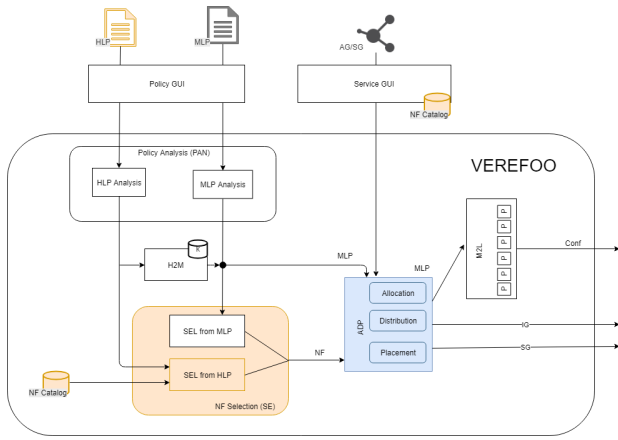 HLP
MLP
AG/SG
Policy GUI
Service GUI
NF Catalog
Policy Analysis (PAN)
VEREFOO
HLP Analysis
MLP Analysis
K
H2M
MLP
MLP
M2L
P
P
P
P
P
P
Conf
ADP
Allocation
Distribution
Placement
IG
SG
SEL from MLP
SEL from HLP
NF
NF Catalog
NF Selection (SE)